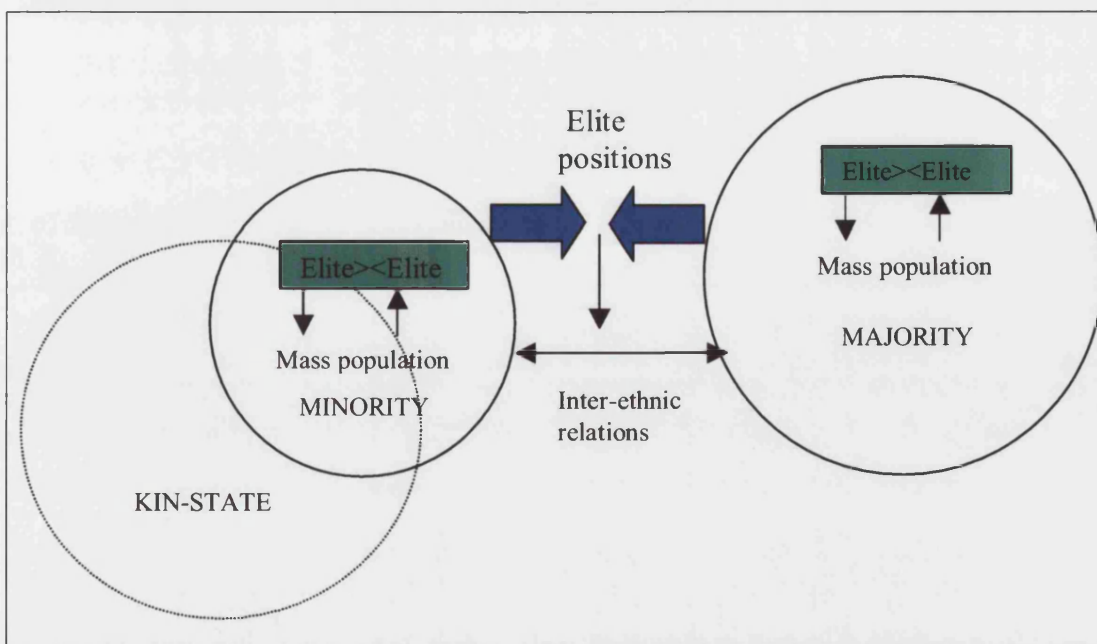 Elite
positions
Elite><Elite
Mass population
MAJORITY
Elite><Elite
Mass population
MINORITY
Inter-ethnic
relations
KIN-STATE